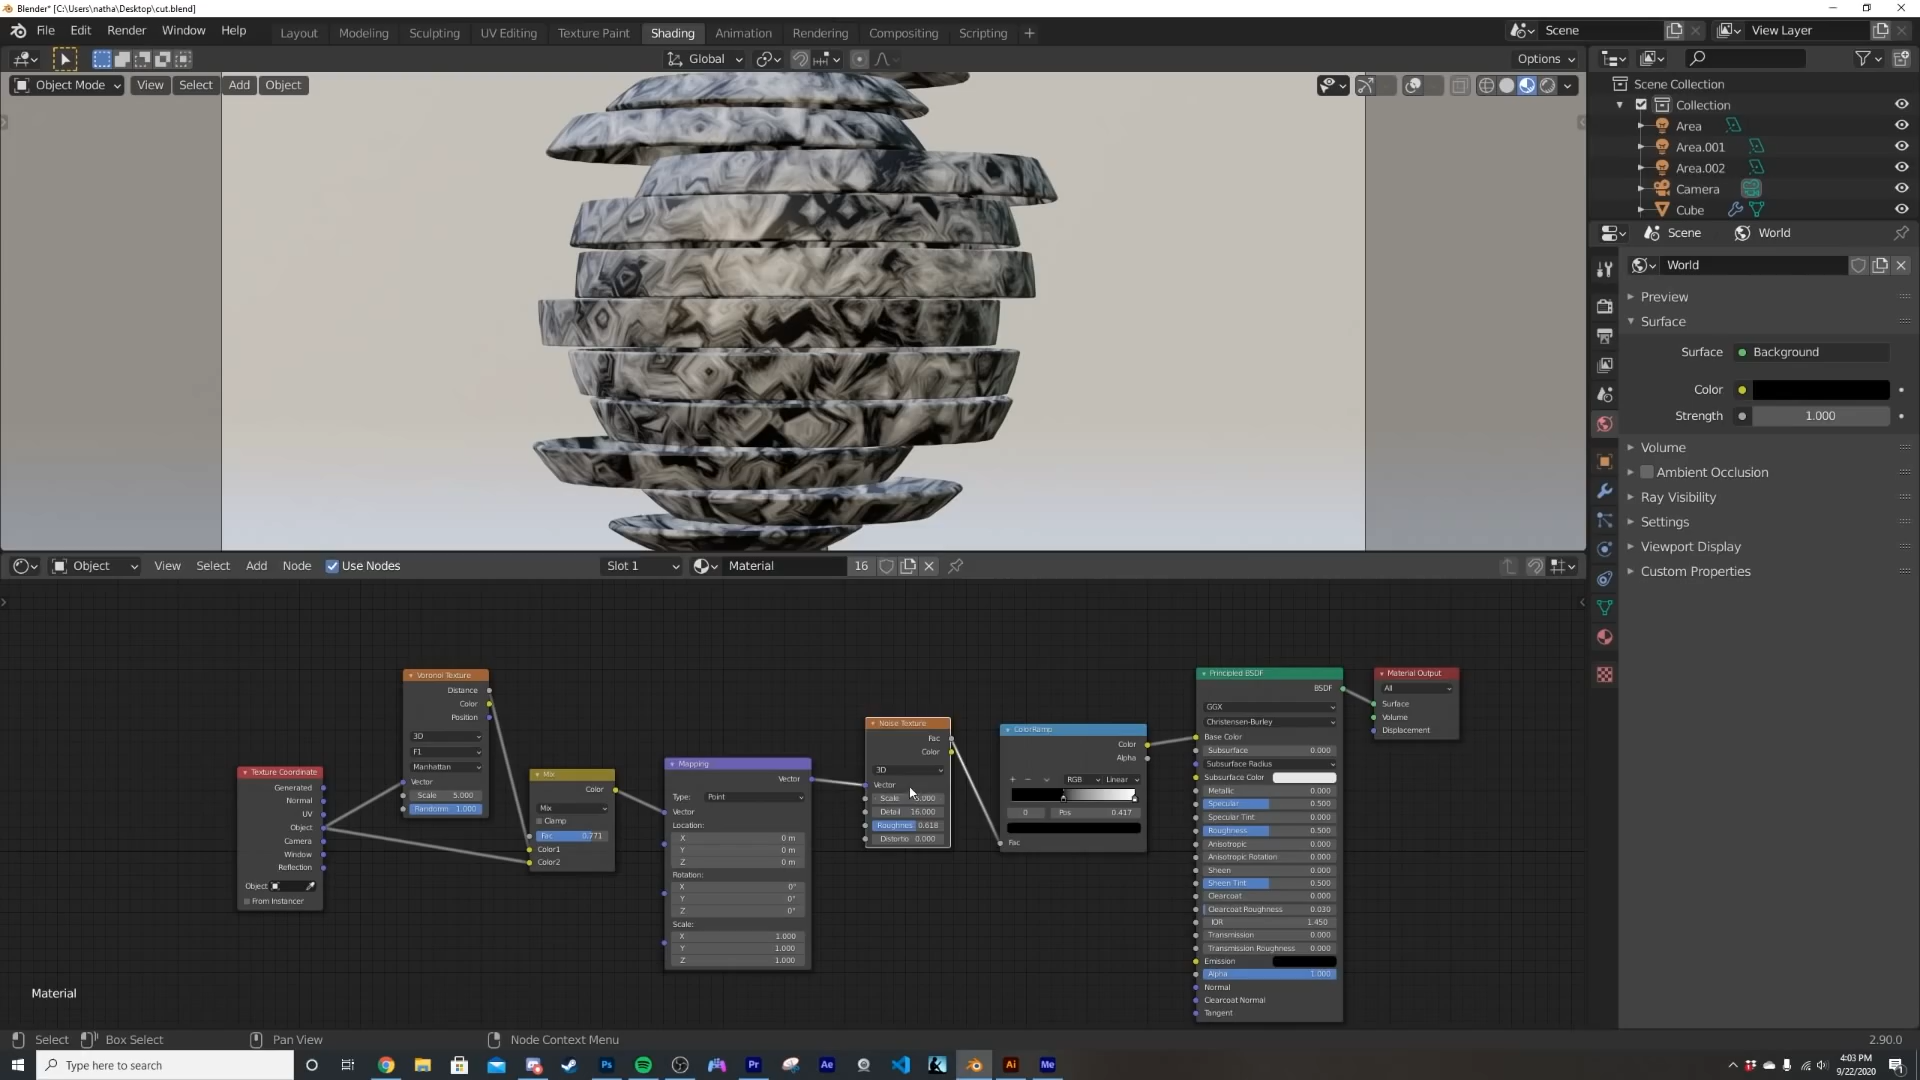 Blender* [C:\Users\natha\Desktop\cut.blend]
File Edit Render Window Help
Layout Modeling Sculpting UV Editing Texture Paint Shading Animation Rendering Compositing Scripting +
Scene
View Layer
Global
Options
Object Mode View Select Add Object
Scene Collection
Collection
Area
Area.001
Area.002
Camera
Cube
Scene World
World
Preview
Surface
Surface Background
Color
Strength 1.000
Volume
Ambient Occlusion
Ray Visibility
Settings
Viewport Display
Custom Properties
Object View Select Add Node Use Nodes Slot 1 Material 16
Texture Coordinate
Generated
Normal
UV
Object
Camera
Window
Reflection
Object
From Instancer
Voronoi Texture
Distance
Color
Position
3D
F1
Manhattan
Vector
Scale 5.000
Randomn 1.000
Mix
Color
Mix
Clamp
Fac 0.771
Color1
Color2
Mapping
Vector
Type: Point
Vector
Location:
X 0 m
Y 0 m
Z 0 m
Rotation:
X 0°
Y 0°
Z 0°
Scale:
X 1.000
Y 1.000
Z 1.000
Noise Texture
Fac
Color
3D
Vector
Scale
Detail 16.000
Roughnes 0.618
Distortio 0.000
ColorRamp
Color
Alpha
+ − RGB Linear
0 Pos 0.417
Fac
Principled BSDF
BSDF
GGX
Christensen-Burley
Base Color
Subsurface 0.000
Subsurface Radius
Subsurface Color
Metallic 0.000
Specular 0.500
Specular Tint 0.000
Roughness 0.500
Anisotropic 0.000
Anisotropic Rotation 0.000
Sheen 0.000
Sheen Tint 0.500
Clearcoat 0.000
Clearcoat Roughness 0.030
IOR 1.450
Transmission 0.000
Transmission Roughness 0.000
Emission
Alpha 1.000
Normal
Clearcoat Normal
Tangent
Material Output
All
Surface
Volume
Displacement
Material
Select Box Select Pan View Node Context Menu 2.90.0
Type here to search
Ps Pr Ae Ai Me
4:03 PM
9/22/2020